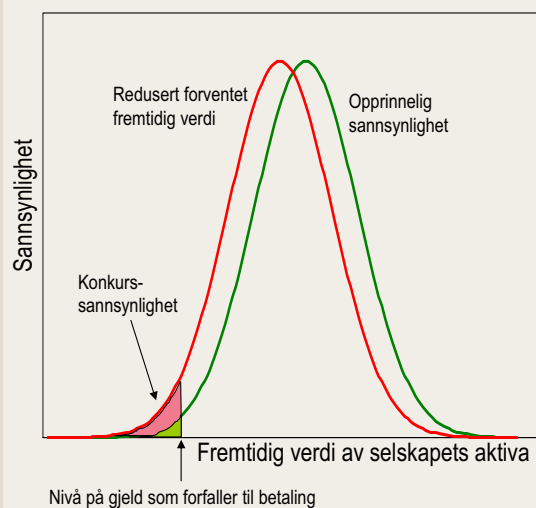 Redusert forventet
fremtidig verdi
Opprinnelig
sannsynlighet
Sannsynlighet
Konkurs-
sannsynlighet
Fremtidig verdi av selskapets aktiva
Nivå på gjeld som forfaller til betaling